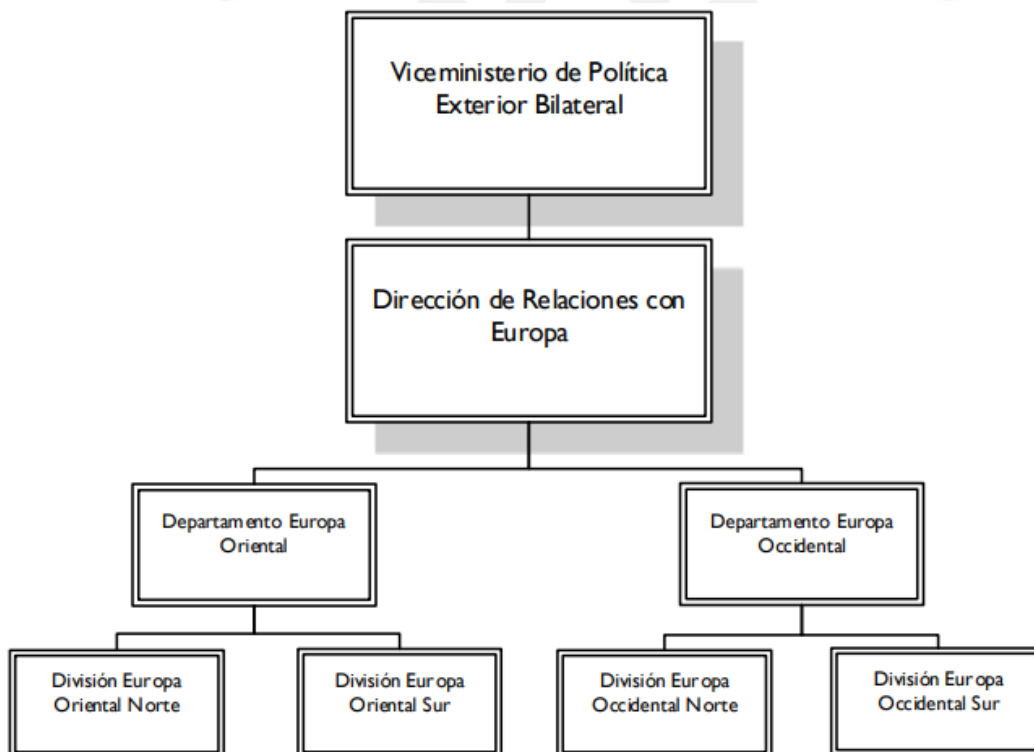 Viceministerio de Política
Exterior Bilateral
Dirección de Relaciones con
Europa
Departamento Europa
Oriental
Departamento Europa
Occidental
División Europa
Oriental Norte
División Europa
Oriental Sur
División Europa
Occidental Norte
División Europa
Occidental Sur